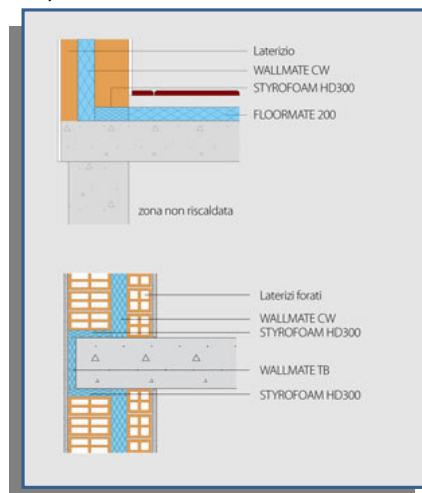 Laterizio
WALLMATE CW
STYROFOAM HD300
FLOORMATE 200
zona non riscaldata
Laterizi forati
WALLMATE CW
STYROFOAM HD300
WALLMATE TB
STYROFOAM HD300